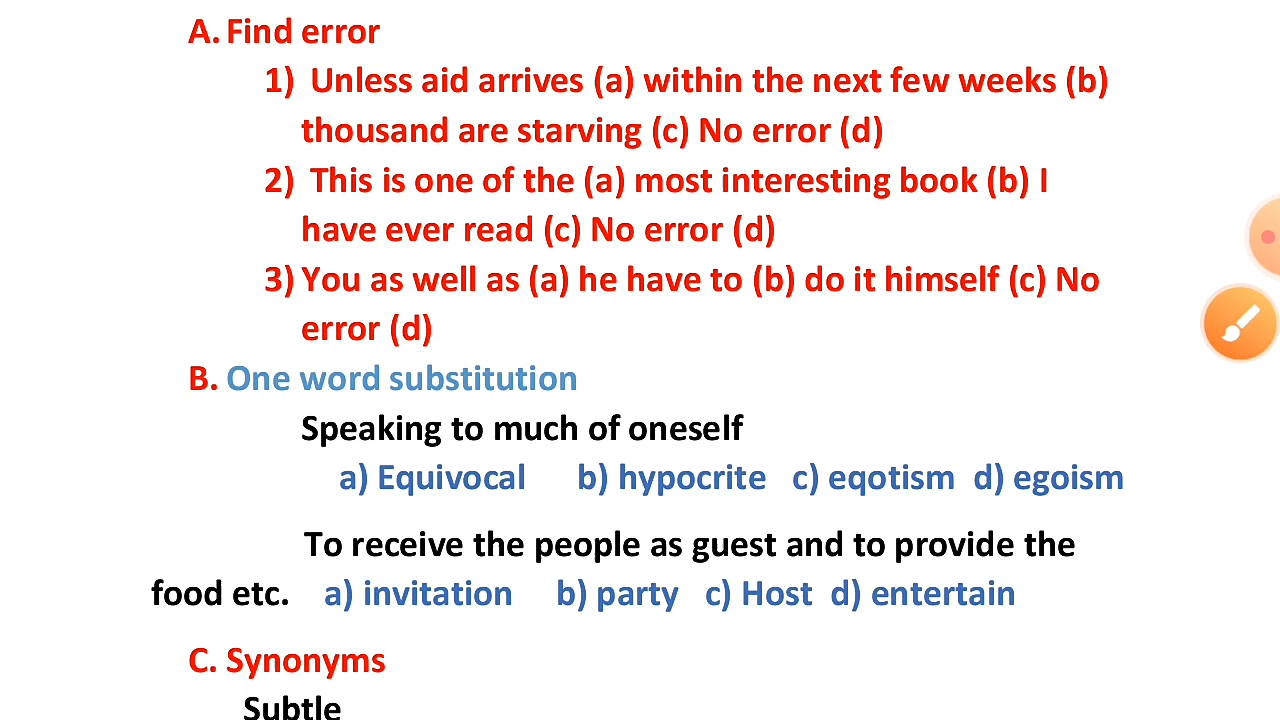 A. Find error
1) Unless aid arrives (a) within the next few weeks (b)
thousand are starving (c) No error (d)
2) This is one of the (a) most interesting book (b) I
have ever read (c) No error (d)
3) You as well as (a) he have to (b) do it himself (c) No
error (d)
B. One word substitution
Speaking to much of oneself
a) Equivocal b) hypocrite c) eqotism d) egoism
To receive the people as guest and to provide the
food etc. a) invitation b) party c) Host d) entertain
C. Synonyms
Subtle